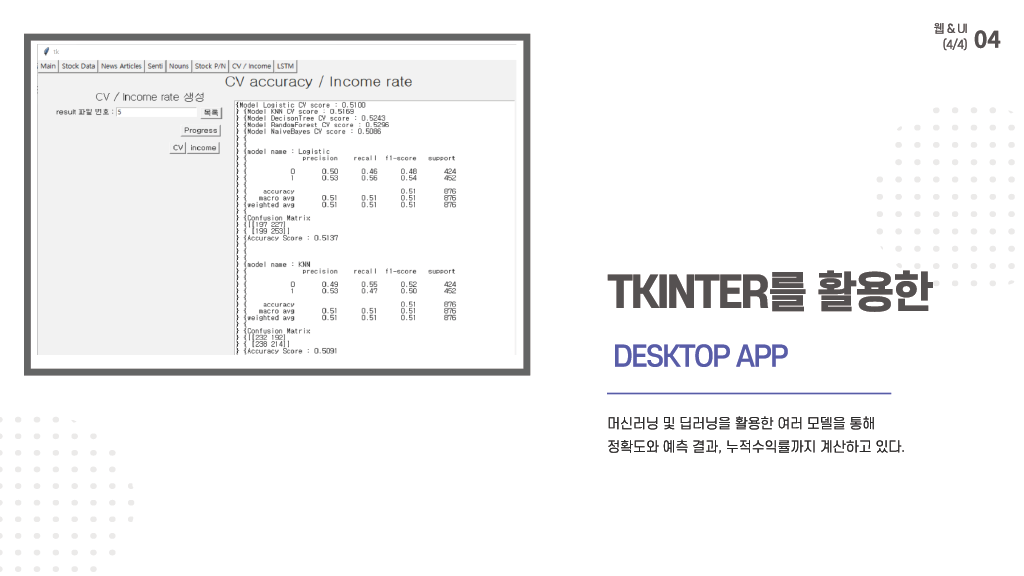 웹 & UI
(4/4) 04
tk
Main Stock Data News Articles Senti Nouns Stock P/N CV / Income LSTM
CV accuracy / Income rate
CV / Income rate 생성
result 파일 번호 : 5 목록
Progress
CV income
{Model Logistic CV score : 0.5100
} {Model KNN CV score : 0.5169
} {Model DecisonTree CV score : 0.5243
} {Model RandomForest CV score : 0.5296
} {Model NaiveBayes CV score : 0.5086
} {
} {
} {model name : Logistic
} { precision recall f1-score support
} {
} { 0 0.50 0.46 0.48 424
} { 1 0.53 0.56 0.54 452
} {
} { accuracy 0.51 876
} { macro avg 0.51 0.51 0.51 876
} {weighted avg 0.51 0.51 0.51 876
} {
} {Confusion Matrix
} {[[197 227]
} { [199 253]]
} {Accuracy Score : 0.5137
} {
} {
} {
} {model name : KNN
} { precision recall f1-score support
} {
} { 0 0.49 0.55 0.52 424
} { 1 0.53 0.47 0.50 452
} {
} { accuracy 0.51 876
} { macro avg 0.51 0.51 0.51 876
} {weighted avg 0.51 0.51 0.51 876
} {
} {Confusion Matrix
} {[[232 192]
} { [238 214]]
} {Accuracy Score : 0.5091
TKINTER를 활용한
DESKTOP APP
머신러닝 및 딥러닝을 활용한 여러 모델을 통해
정확도와 예측 결과, 누적수익률까지 계산하고 있다.